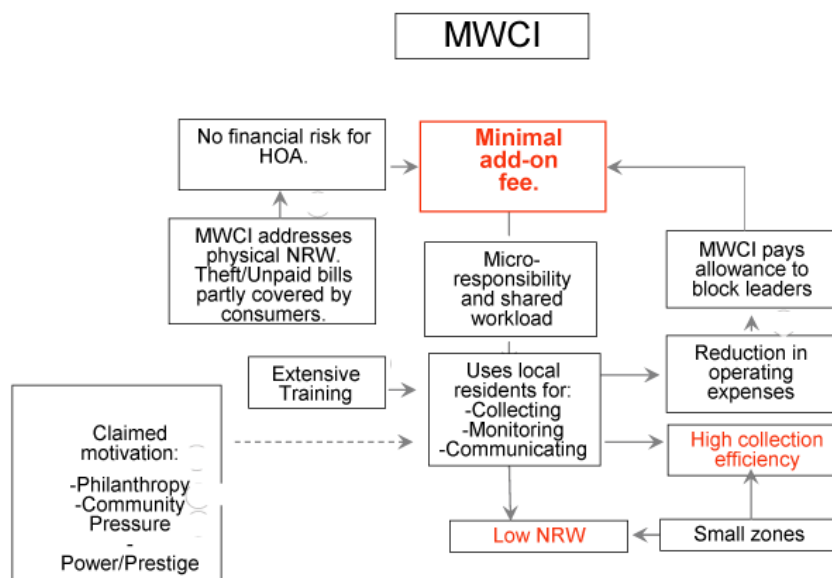 MWCI
No financial risk for
HOA.
Minimal
add-on
fee.
MWCI addresses
physical NRW.
Theft/Unpaid bills
partly covered by
consumers.
Micro-
responsibility
and shared
workload
MWCI pays
allowance to
block leaders
Extensive
Training
Uses local
residents for:
-Collecting
-Monitoring
-Communicating
Reduction in
operating
expenses
Claimed
motivation:
-Philanthropy
-Community
Pressure
-
Power/Prestige
High collection
efficiency
Low NRW
Small zones